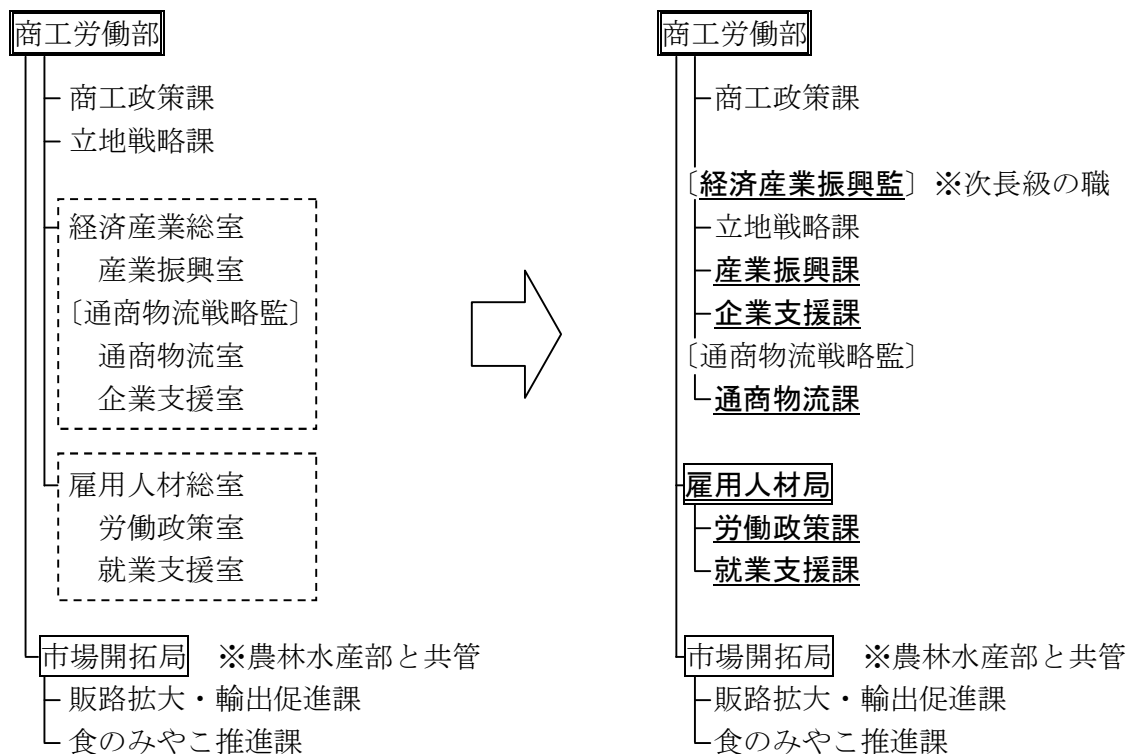 商工労働部
商工政策課
立地戦略課
経済産業総室
産業振興室
〔通商物流戦略監〕
通商物流室
企業支援室
雇用人材総室
労働政策室
就業支援室
市場開拓局 ※農林水産部と共管
販路拡大・輸出促進課
食のみやこ推進課
商工労働部
商工政策課
〔経済産業振興監〕※次長級の職
立地戦略課
産業振興課
企業支援課
〔通商物流戦略監〕
通商物流課
雇用人材局
労働政策課
就業支援課
市場開拓局 ※農林水産部と共管
販路拡大・輸出促進課
食のみやこ推進課